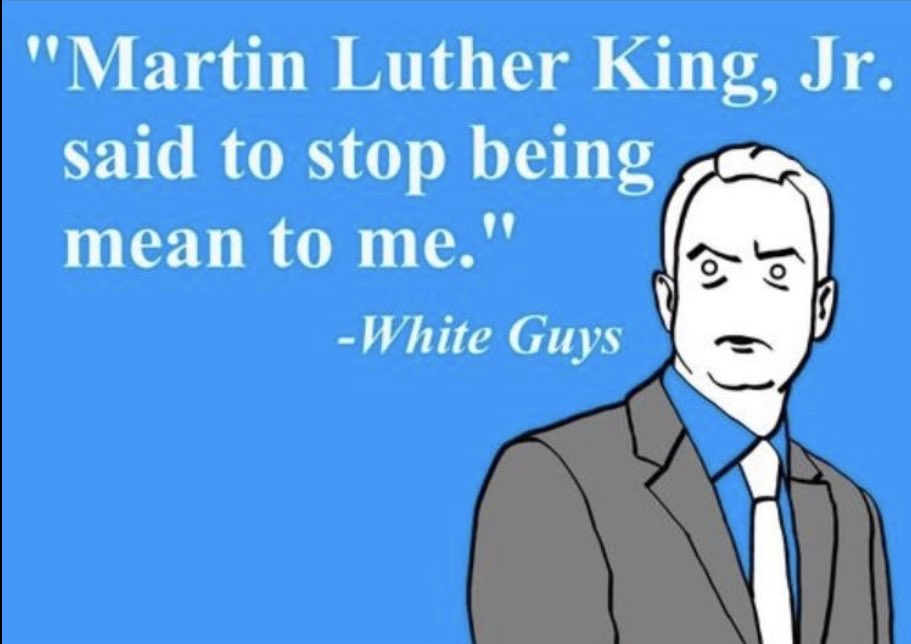 "Martin Luther King, Jr.
said to stop being
mean to me."
-White Guys